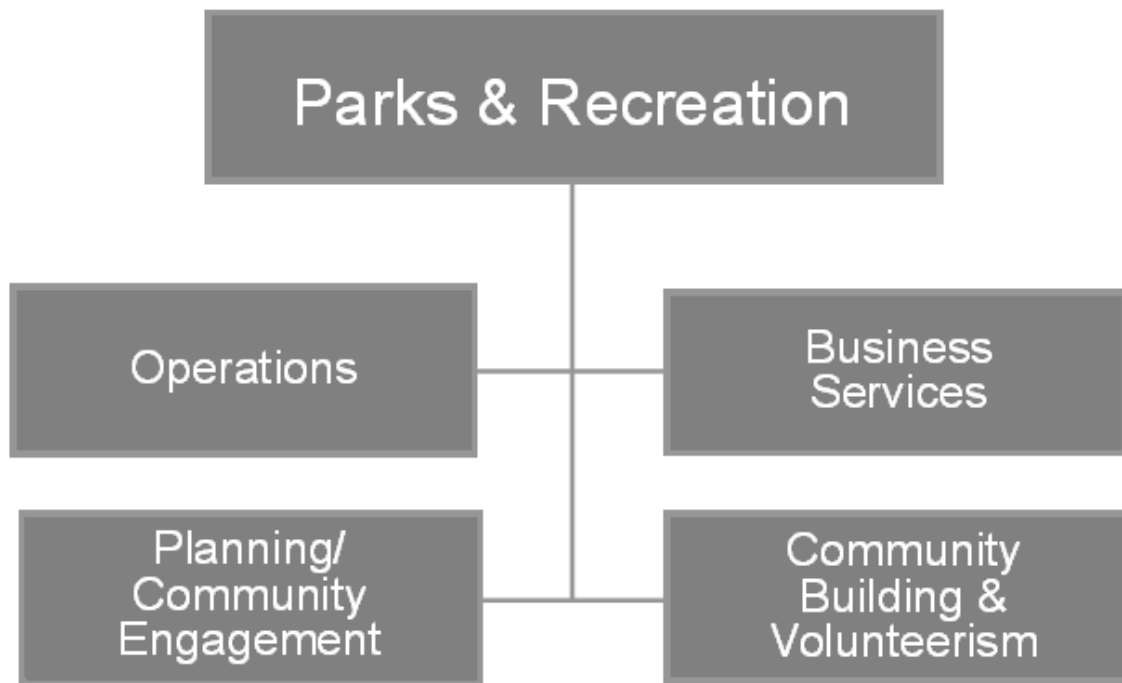 Parks & Recreation
Operations
Business
Services
Planning/
Community
Engagement
Community
Building &
Volunteerism